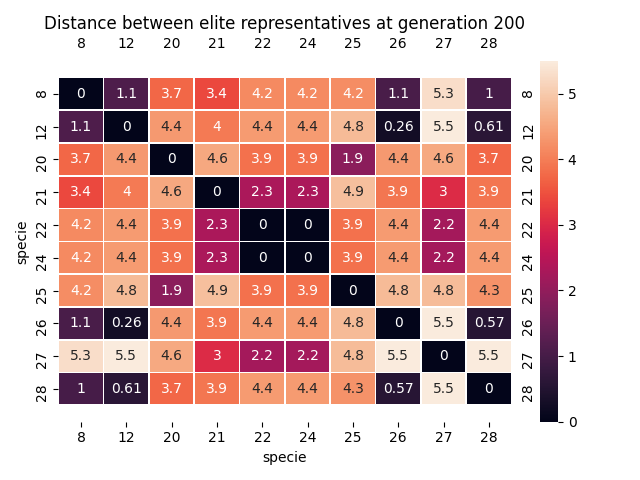 Distance between elite representatives at generation 200
8 12 20 21 22 24 25 26 27 28
8 0 1.1 3.7 3.4 4.2 4.2 4.2 1.1 5.3 1 8
12 1.1 0 4.4 4 4.4 4.4 4.8 0.26 5.5 0.61 12
20 3.7 4.4 0 4.6 3.9 3.9 1.9 4.4 4.6 3.7 20
21 3.4 4 4.6 0 2.3 2.3 4.9 3.9 3 3.9 21
22 4.2 4.4 3.9 2.3 0 0 3.9 4.4 2.2 4.4 22
24 4.2 4.4 3.9 2.3 0 0 3.9 4.4 2.2 4.4 24
25 4.2 4.8 1.9 4.9 3.9 3.9 0 4.8 4.8 4.3 25
26 1.1 0.26 4.4 3.9 4.4 4.4 4.8 0 5.5 0.57 26
27 5.3 5.5 4.6 3 2.2 2.2 4.8 5.5 0 5.5 27
28 1 0.61 3.7 3.9 4.4 4.4 4.3 0.57 5.5 0 28
8 12 20 21 22 24 25 26 27 28
specie
specie
5
4
3
2
1
0